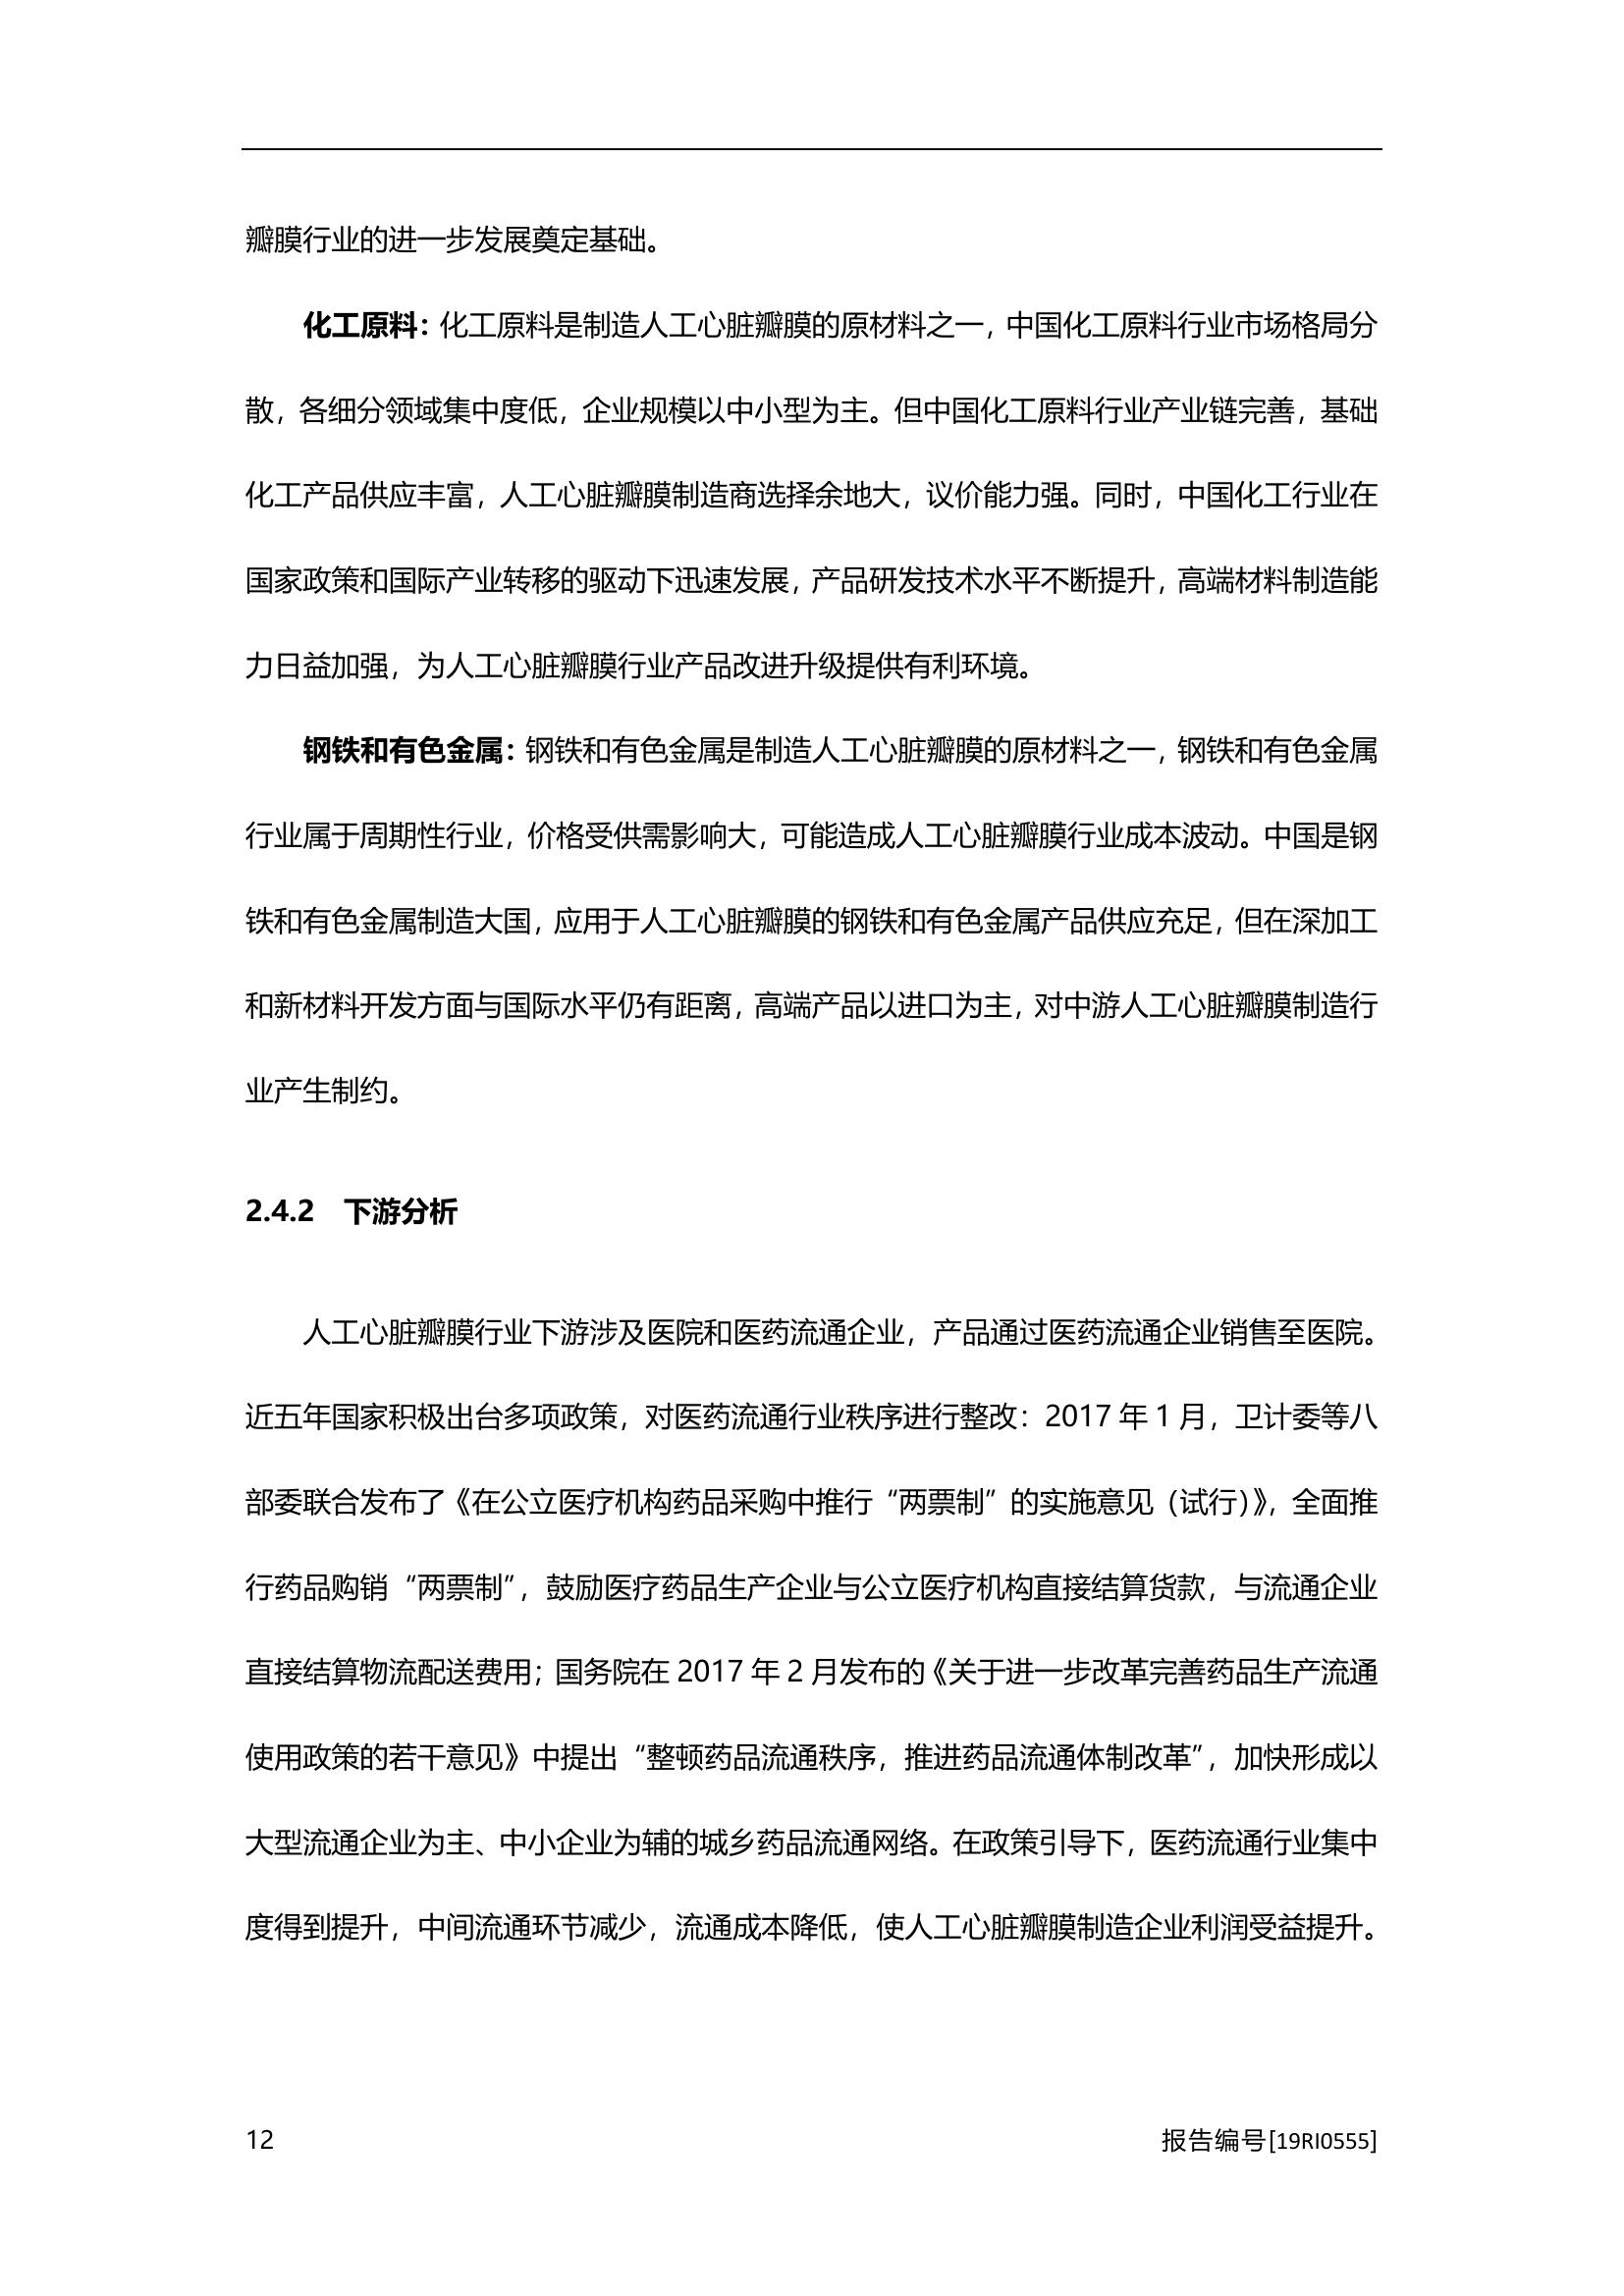 瓣膜行业的进一步发展奠定基础。
化工原料：化工原料是制造人工心脏瓣膜的原材料之一，中国化工原料行业市场格局分
散，各细分领域集中度低，企业规模以中小型为主。但中国化工原料行业产业链完善，基础
化工产品供应丰富，人工心脏瓣膜制造商选择余地大，议价能力强。同时，中国化工行业在
国家政策和国际产业转移的驱动下迅速发展，产品研发技术水平不断提升，高端材料制造能
力日益加强，为人工心脏瓣膜行业产品改进升级提供有利环境。
钢铁和有色金属：钢铁和有色金属是制造人工心脏瓣膜的原材料之一，钢铁和有色金属
行业属于周期性行业，价格受供需影响大，可能造成人工心脏瓣膜行业成本波动。中国是钢
铁和有色金属制造大国，应用于人工心脏瓣膜的钢铁和有色金属产品供应充足，但在深加工
和新材料开发方面与国际水平仍有距离，高端产品以进口为主，对中游人工心脏瓣膜制造行
业产生制约。
2.4.2 下游分析
人工心脏瓣膜行业下游涉及医院和医药流通企业，产品通过医药流通企业销售至医院。
近五年国家积极出台多项政策，对医药流通行业秩序进行整改：2017 年 1 月，卫计委等八
部委联合发布了《在公立医疗机构药品采购中推行“两票制”的实施意见（试行）》，全面推
行药品购销“两票制”，鼓励医疗药品生产企业与公立医疗机构直接结算货款，与流通企业
直接结算物流配送费用；国务院在 2017 年 2 月发布的《关于进一步改革完善药品生产流通
使用政策的若干意见》中提出“整顿药品流通秩序，推进药品流通体制改革”，加快形成以
大型流通企业为主、中小企业为辅的城乡药品流通网络。在政策引导下，医药流通行业集中
度得到提升，中间流通环节减少，流通成本降低，使人工心脏瓣膜制造企业利润受益提升。
12
报告编号[19RI0555]